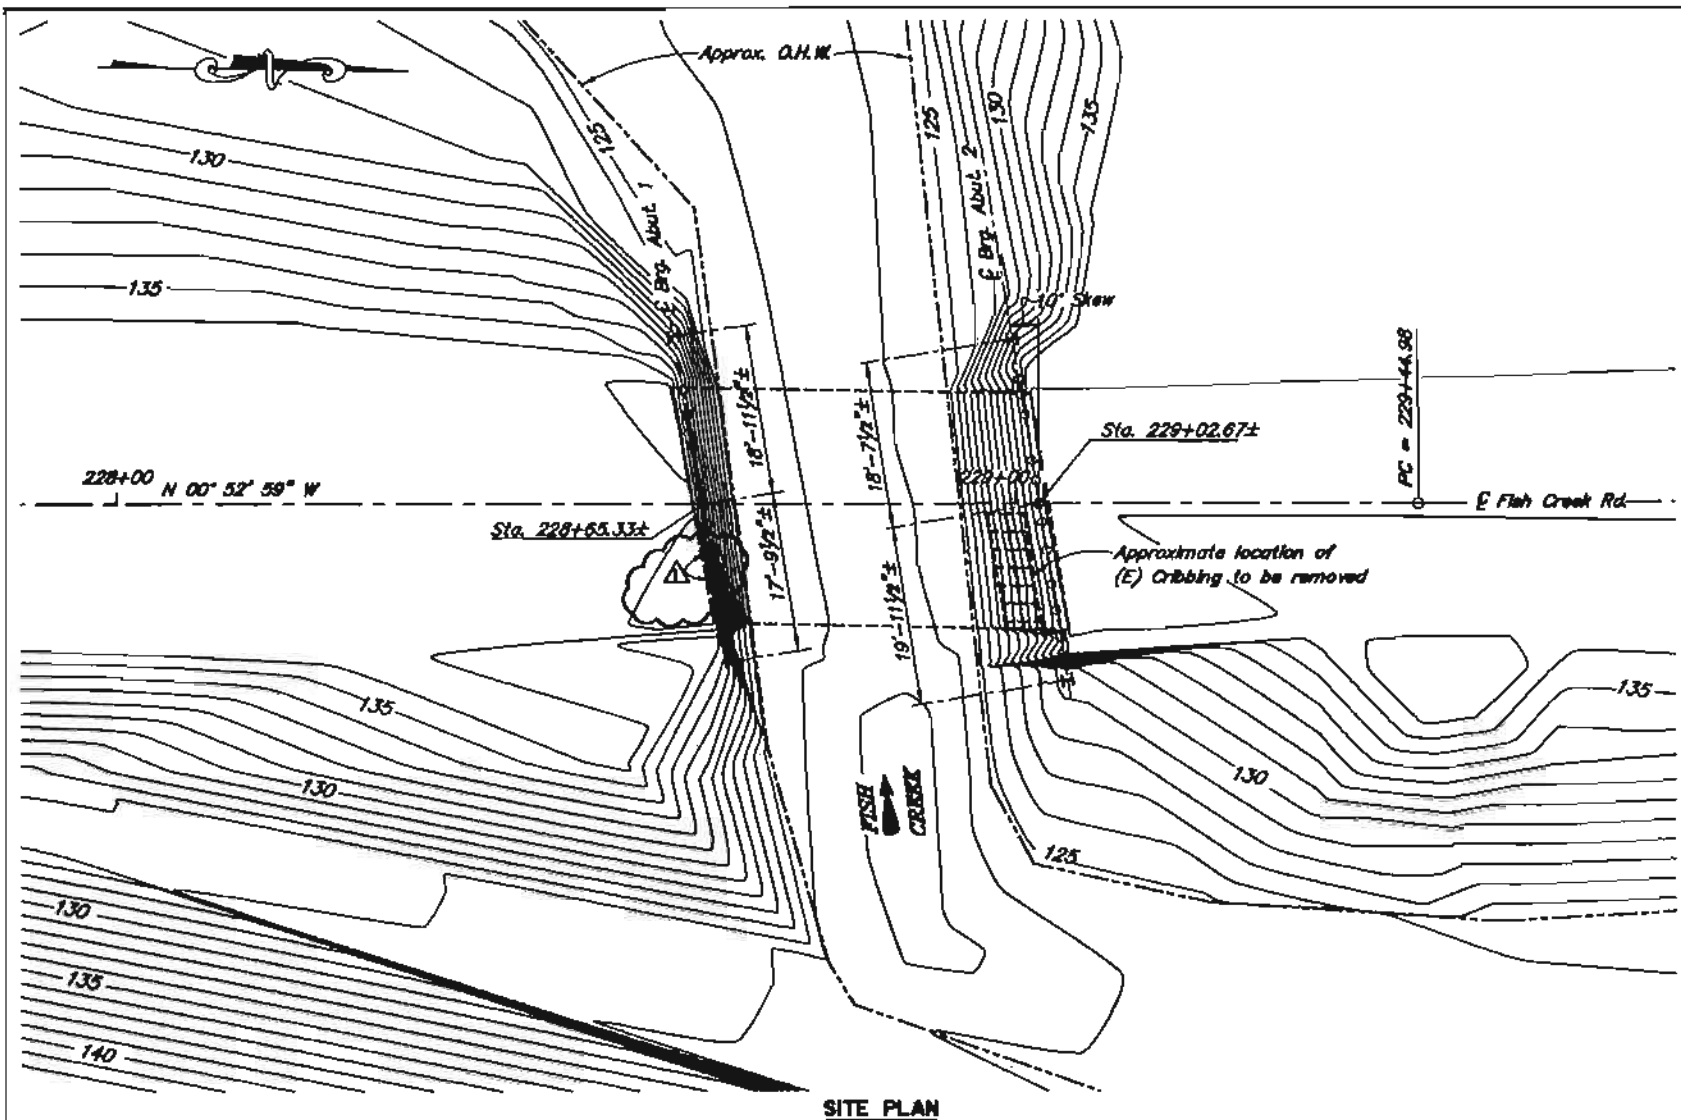 Approx. O.H.W.
125
125
130
135
130
135
℄ Brg. Abut. 1
℄ Brg. Abut. 2
10° Skew
18'-11½"±
18'-7½"±
Sta. 229+02.67±
PC = 229+44.98
228+00
N 00° 52' 59" W
229+00
℄ Fish Creek Rd.
Sta. 228+65.33±
1
17'-9½"±
19'-11½"±
Approximate location of
(E) Cribbing to be removed
135
135
130
130
FISH
CREEK
125
130
135
140
SITE PLAN